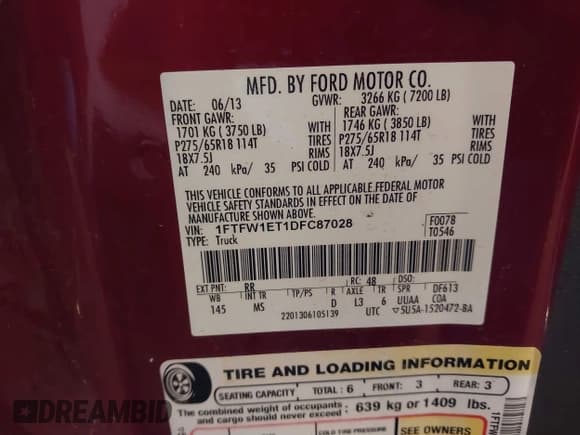 MFD. BY FORD MOTOR CO.
DATE: 06/13 GVWR: 3266 KG ( 7200 LB)
FRONT GAWR: REAR GAWR:
1701 KG ( 3750 LB) WITH 1746 KG ( 3850 LB) WITH
P275/65R18 114T TIRES P275/65R18 114T TIRES
18X7.5J RIMS 18X7.5J RIMS
AT 240 kPa/ 35 PSI COLD AT 240 kPa/ 35 PSI COLD
THIS VEHICLE CONFORMS TO ALL APPLICABLE FEDERAL MOTOR
VEHICLE SAFETY STANDARDS IN EFFECT ON THE DATE OF
MANUFACTURE SHOWN ABOVE.
VIN: 1FTFW1ET1DFC87028 F0078
TYPE: Truck T0546
EXT PNT: RR RC: 48 DSO:
WB INT TR TP/PS R AXLE TR SPR DF613
145 MS D L3 6 UUAA COA
2201306105139 UTC 5U5A-1520472-BA
TIRE AND LOADING INFORMATION
SEATING CAPACITY TOTAL : 6 FRONT: 3 REAR: 3
The combined weight of occupants
and cargo should never exceed : 639 kg or 1409 lbs.
SEE OWNERS
DREAMBID